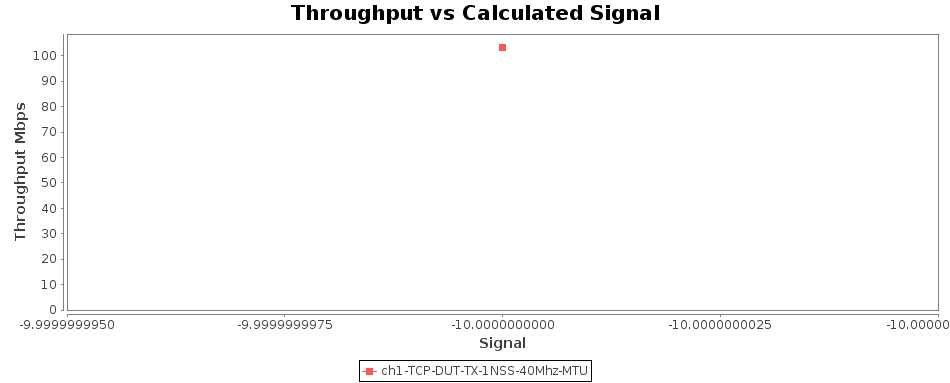 Throughput vs Calculated Signal
Throughput Mbps
100
90
80
70
60
50
40
30
20
10
0
-9.9999999950 -9.9999999975 -10.0000000000 -10.0000000025 -10.00000
Signal
ch1-TCP-DUT-TX-1NSS-40Mhz-MTU